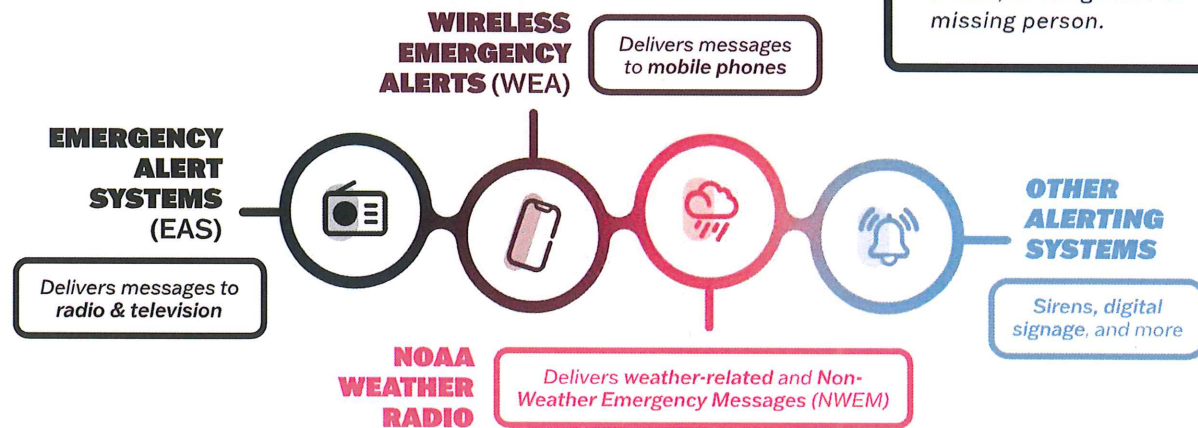 missing person.
WIRELESS
EMERGENCY
ALERTS (WEA)
Delivers messages
to mobile phones
EMERGENCY
ALERT
SYSTEMS
(EAS)
Delivers messages to
radio & television
OTHER
ALERTING
SYSTEMS
Sirens, digital
signage, and more
NOAA
WEATHER
RADIO
Delivers weather-related and Non-
Weather Emergency Messages (NWEM)